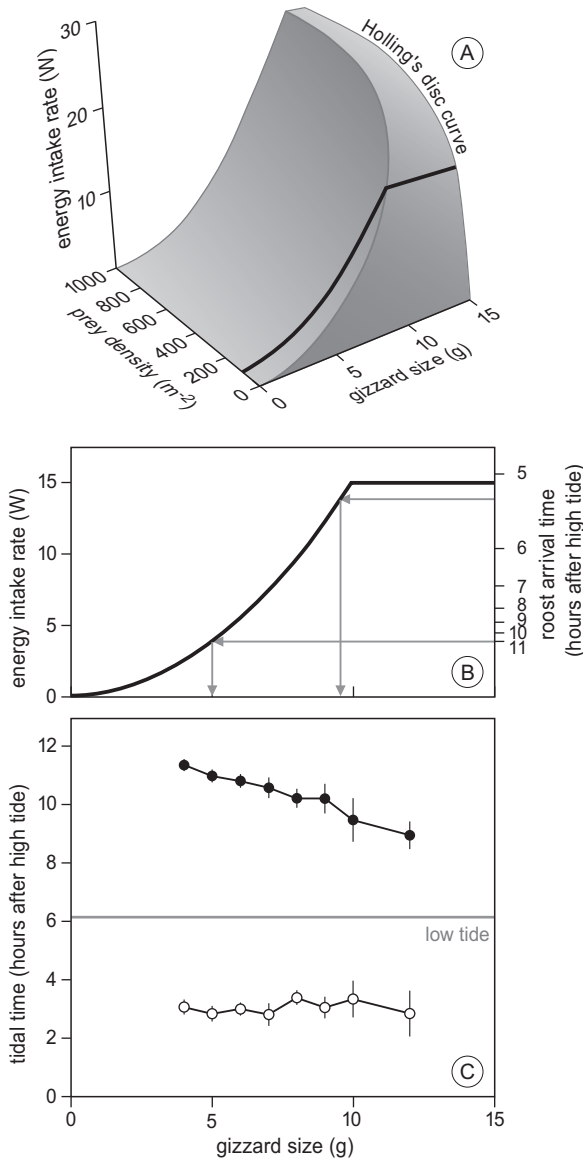 30
20
10
energy intake rate (W)
Holling's disc curve
A
1000
800
600
400
200
0
prey density (m-2)
0
5
10
15
gizzard size (g)
15
10
5
0
energy intake rate (W)
5
6
7
8
9
10
11
roost arrival time
(hours after high tide)
B
12
10
8
6
4
2
0
tidal time (hours after high tide)
low tide
C
0
5
10
15
gizzard size (g)